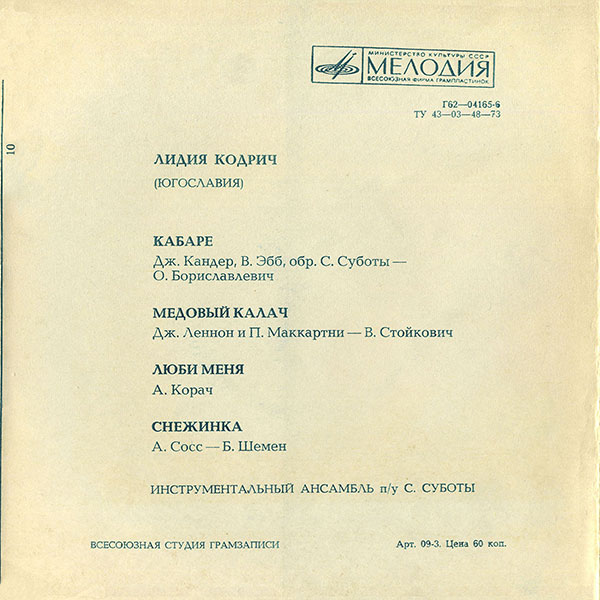 МИНИСТЕРСТВО КУЛЬТУРЫ СССР
МЕЛОДИЯ
ВСЕСОЮЗНАЯ ФИРМА ГРАМПЛАСТИНОК
Г62—04165-6
ТУ 43—03—48—73
10
ЛИДИЯ КОДРИЧ
(ЮГОСЛАВИЯ)
КАБАРЕ
Дж. Кандер, В. Эбб, обр. С. Суботы —
О. Бориславлевич
МЕДОВЫЙ КАЛАЧ
Дж. Леннон и П. Маккартни — В. Стойкович
ЛЮБИ МЕНЯ
А. Корач
СНЕЖИНКА
А. Сосс — Б. Шемен
ИНСТРУМЕНТАЛЬНЫЙ АНСАМБЛЬ п/у С. СУБОТЫ
ВСЕСОЮЗНАЯ СТУДИЯ ГРАМЗАПИСИ
Арт. 09-3. Цена 60 коп.